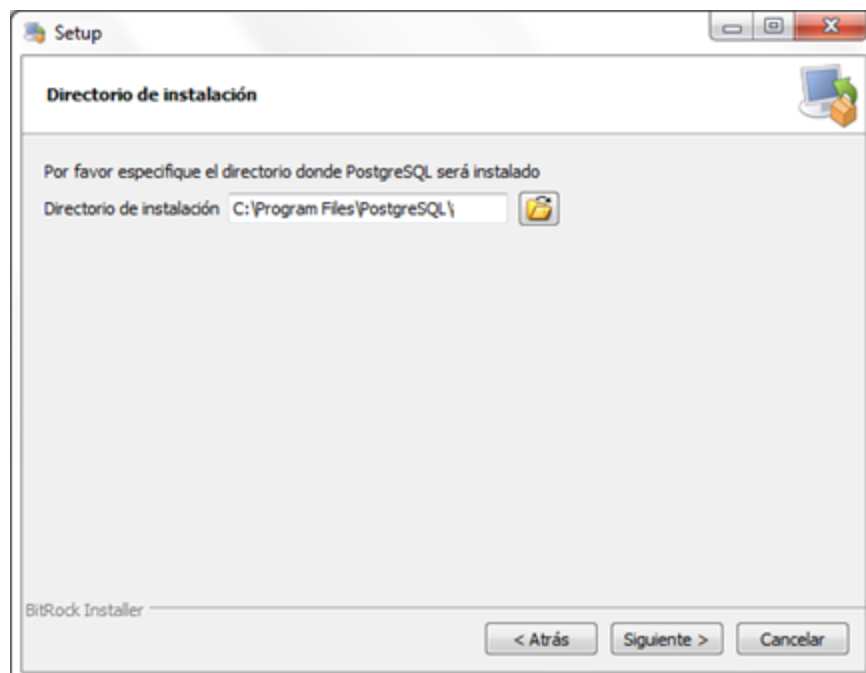 Setup
Directorio de instalación
Por favor especifique el directorio donde PostgreSQL será instalado
Directorio de instalación C:\Program Files\PostgreSQL\
BitRock Installer
< Atrás Siguiente > Cancelar